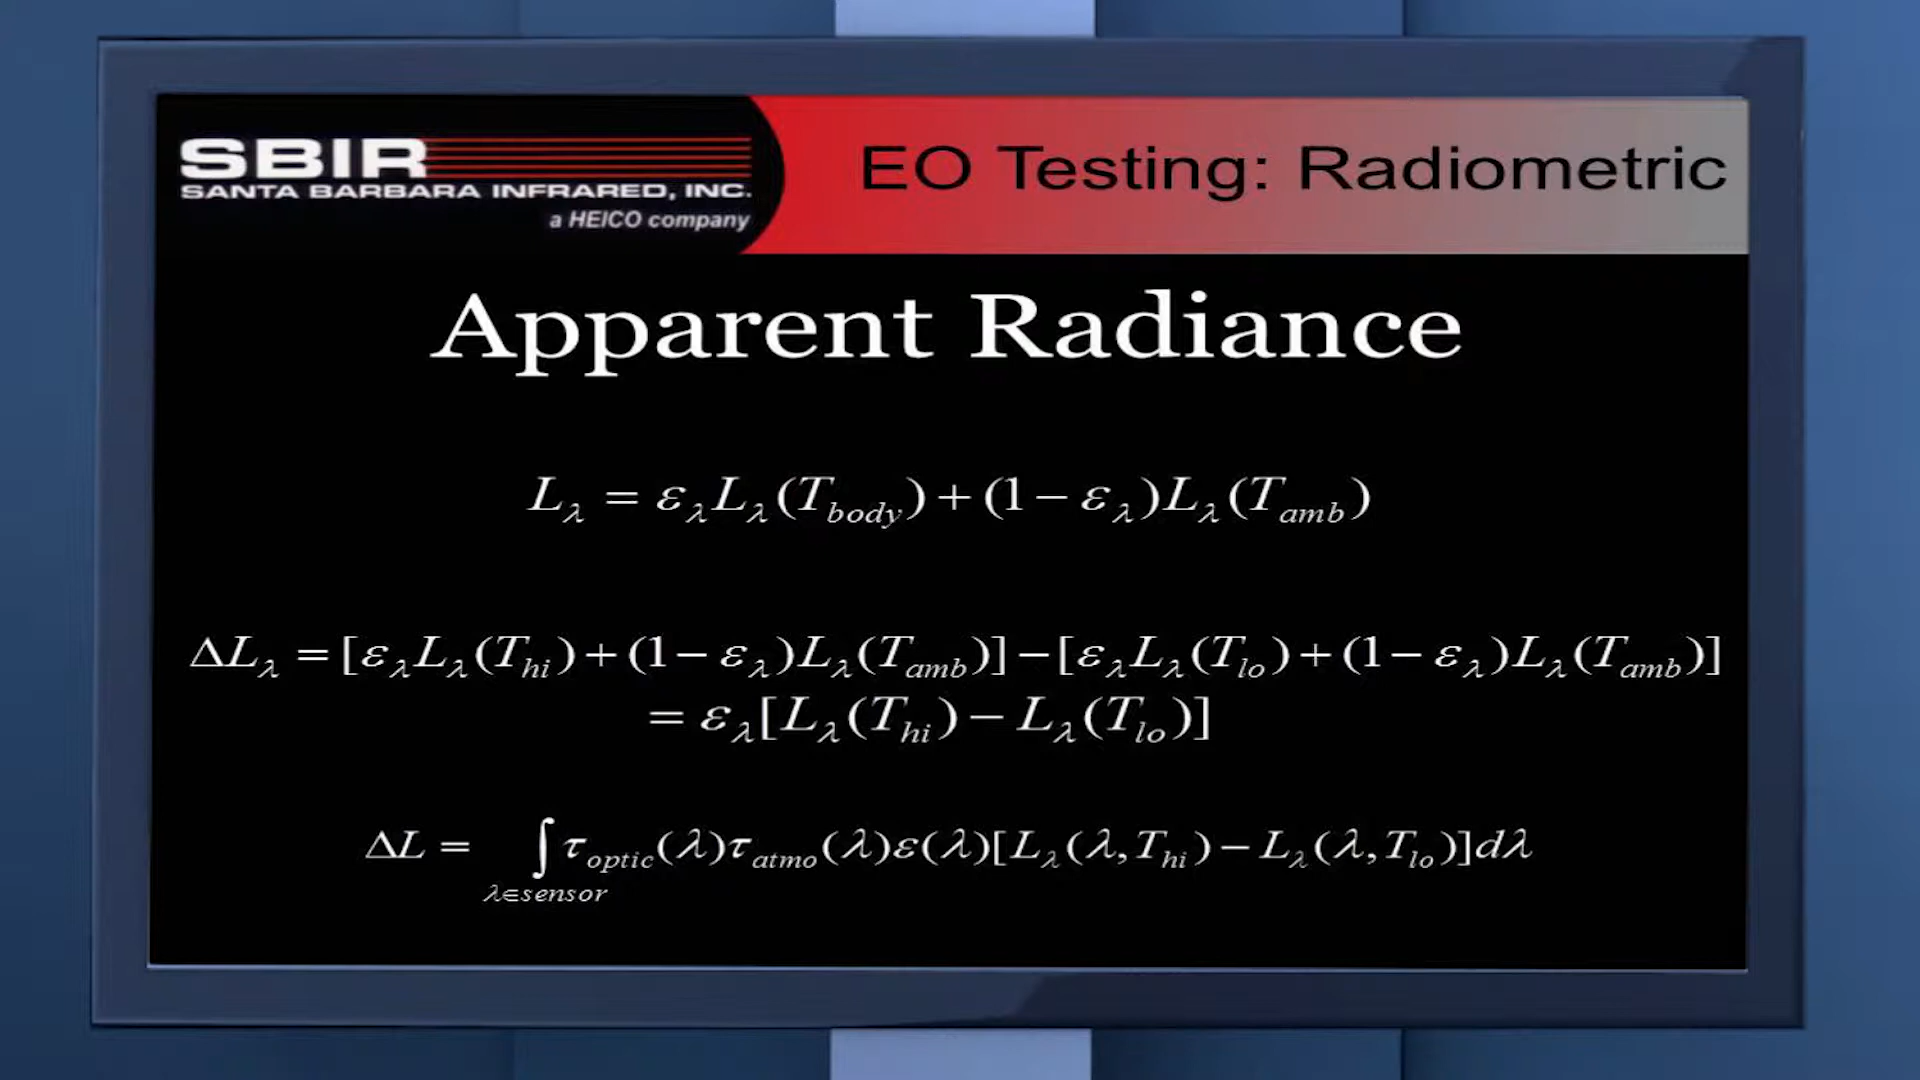 SBIR
SANTA BARBARA INFRARED, INC.
a HEICO company
EO Testing: Radiometric
Apparent Radiance
L_λ = ε_λ L_λ(T_body) + (1 − ε_λ)L_λ(T_amb)
ΔL_λ = [ε_λ L_λ(T_hi) + (1 − ε_λ)L_λ(T_amb)] − [ε_λ L_λ(T_lo) + (1 − ε_λ)L_λ(T_amb)]
= ε_λ[L_λ(T_hi) − L_λ(T_lo)]
ΔL = ∫_{λ∈sensor} τ_optic(λ)τ_atmo(λ)ε(λ)[L_λ(λ,T_hi) − L_λ(λ,T_lo)]dλ